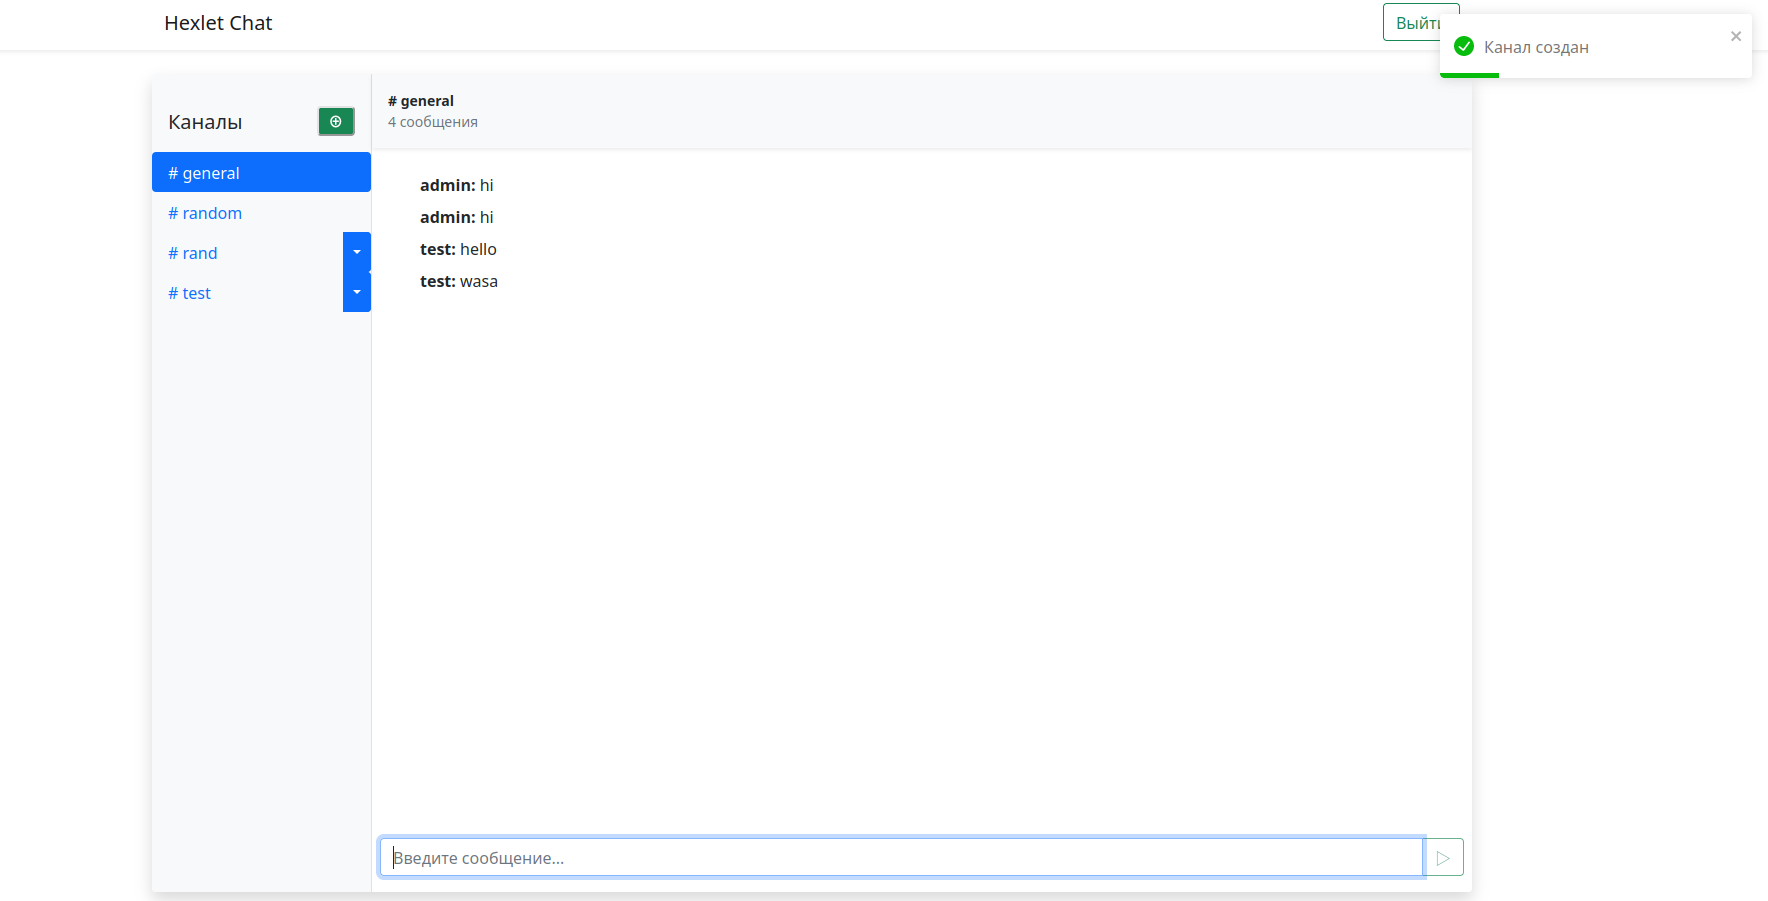 Hexlet Chat
Выйти
Канал создан
Каналы
# general
# random
# rand
# test
# general
4 сообщения
admin: hi
admin: hi
test: hello
test: wasa
Введите сообщение...